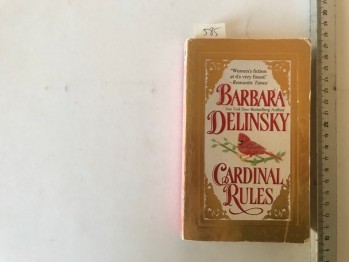 585
"Women's fiction
at it's very finest!"
—Romantic Times
BARBARA
New York Times Bestselling Author
DELINSKY
CARDINAL
RULES